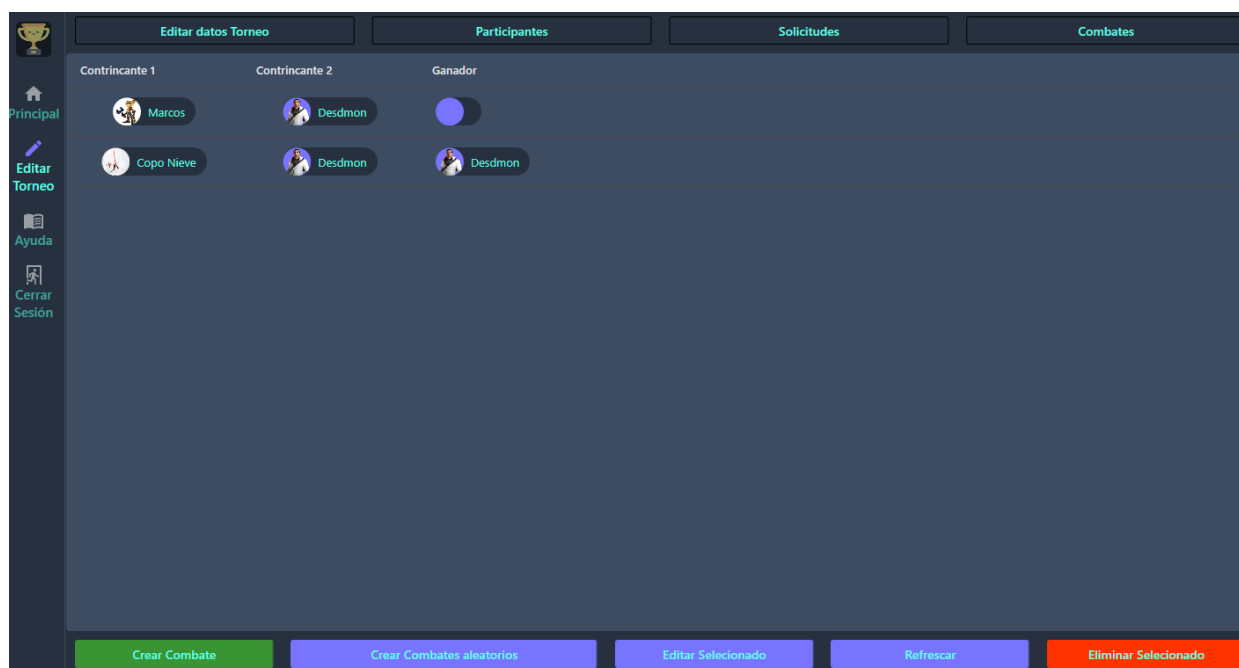 Editar datos Torneo Participantes Solicitudes Combates
Contrincante 1 Contrincante 2 Ganador
Principal
Marcos Desdmon
Editar
Torneo
Copo Nieve Desdmon Desdmon
Ayuda
Cerrar
Sesión
Crear Combate Crear Combates aleatorios Editar Selecionado Refrescar Eliminar Selecionado